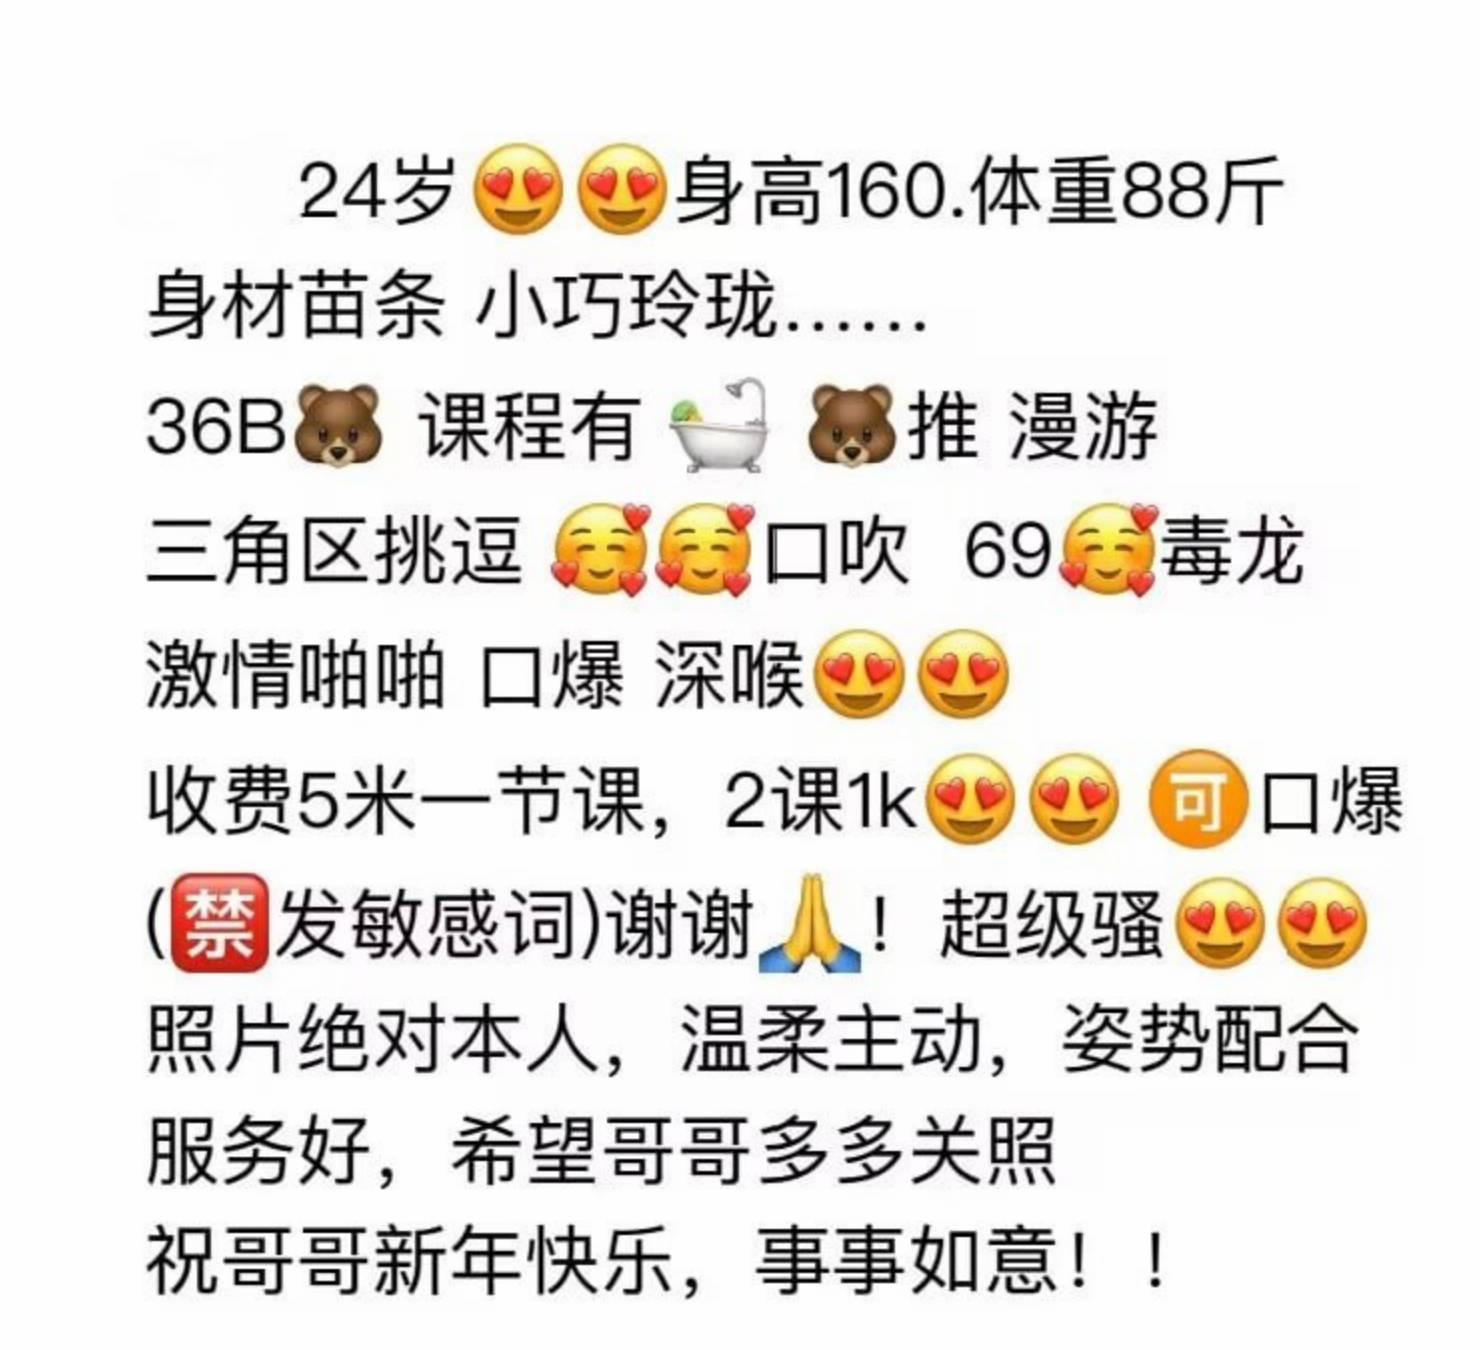 24岁😍😍身高160.体重88斤
身材苗条 小巧玲珑……
36B🐻 课程有 🛀 🐻推 漫游
三角区挑逗 🥰🥰口吹 69🥰毒龙
激情啪啪 口爆 深喉😍😍
收费5米一节课，2课1k😍😍 🉑口爆
(🈲发敏感词)谢谢🙏！超级骚😍😍
照片绝对本人，温柔主动，姿势配合
服务好，希望哥哥多多关照
祝哥哥新年快乐，事事如意！！